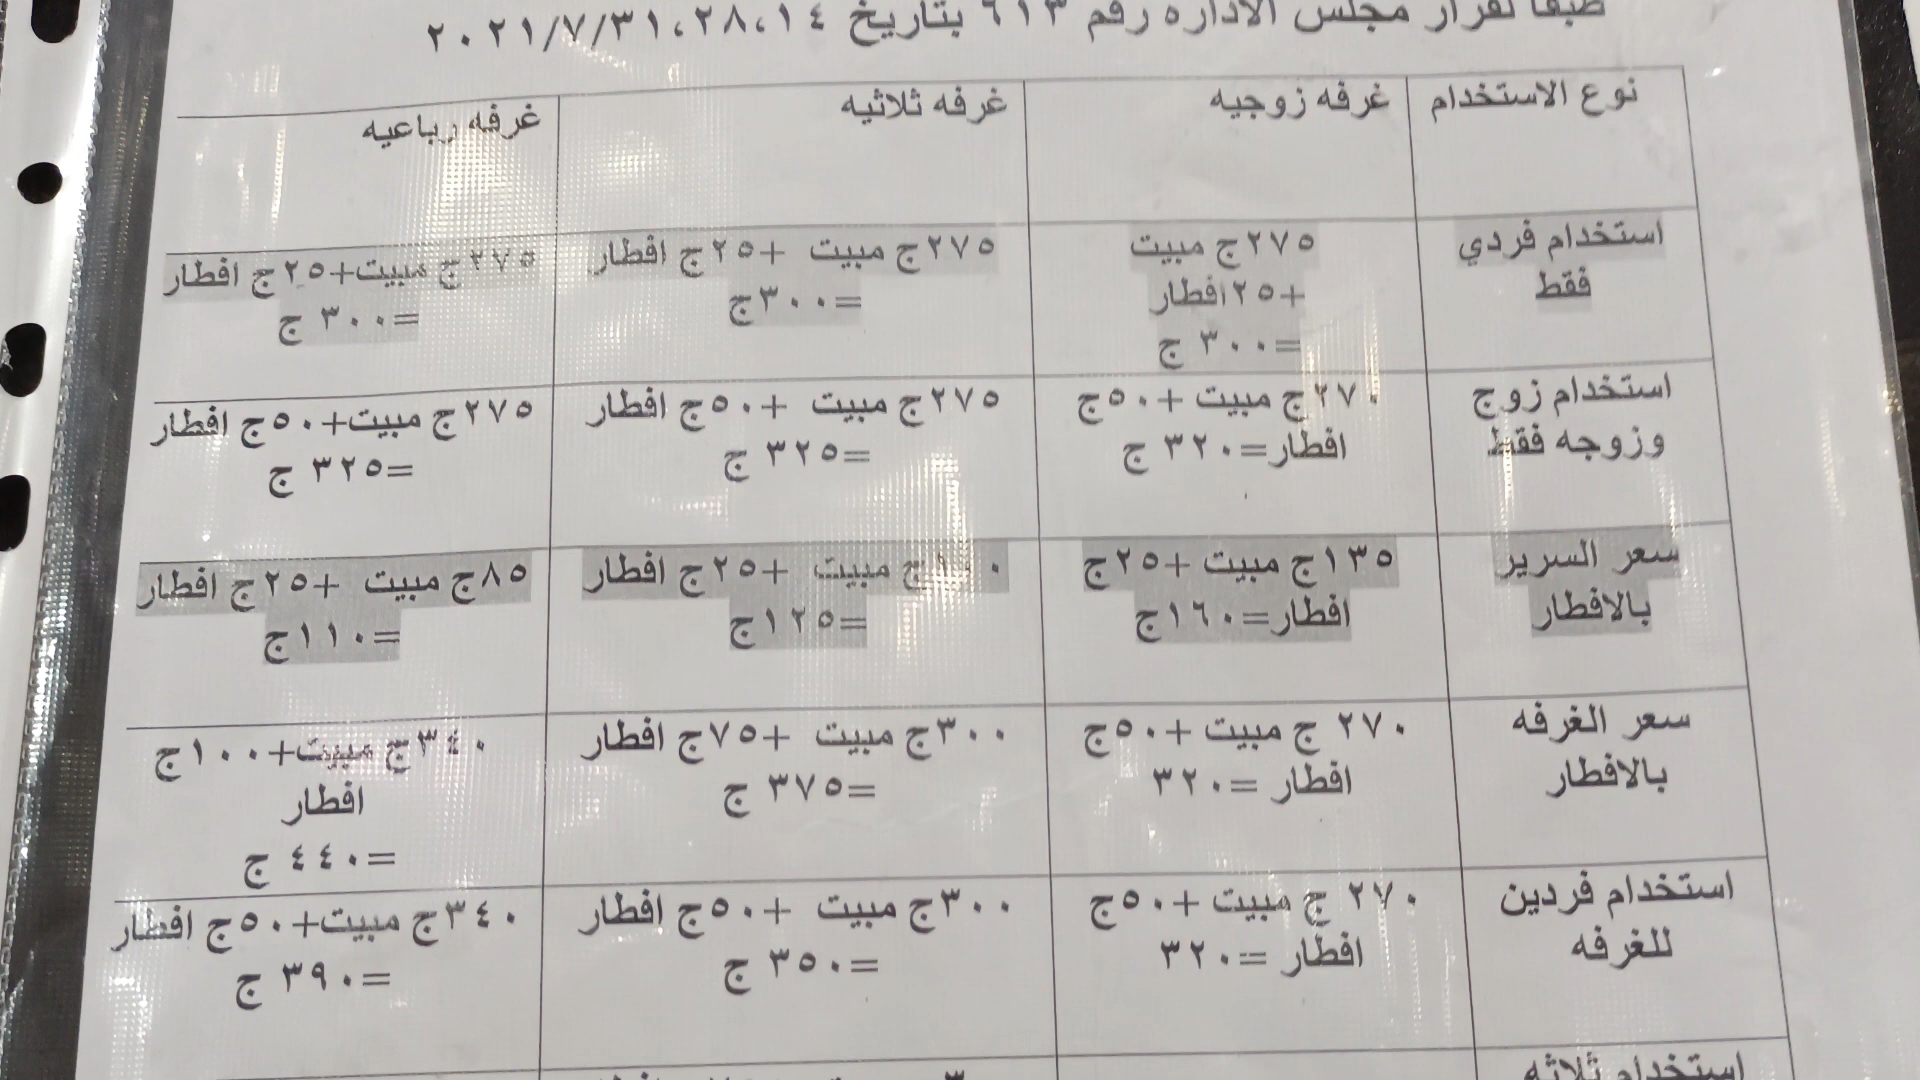 طبقا لقرار مجلس الاداره رقم ٦١٣ بتاريخ ٢٠٢١/٧/٣١،٢٨،١٤
نوع الاستخدام
غرفه زوجيه
غرفه ثلاثيه
غرفه رباعيه
استخدام فردي
فقط
٢٧٥ج مبيت
+٢٥افطار
=٣٠٠ ج
٢٧٥ج مبيت +٢٥ج افطار
=٣٠٠ج
٢٧٥ج مبيت+٢٥ج افطار
=٣٠٠ ج
استخدام زوج
وزوجه فقط
٢٧٠ج مبيت +٥٠ج
افطار=٣٢٠ ج
٢٧٥ج مبيت +٥٠ج افطار
=٣٢٥ ج
٢٧٥ج مبيت+٥٠ج افطار
=٣٢٥ ج
سعر السرير
بالافطار
١٣٥ج مبيت +٢٥ج
افطار=١٦٠ج
١٠٠ج مبيت +٢٥ج افطار
=١٢٥ج
٨٥ج مبيت +٢٥ج افطار
=١١٠ج
سعر الغرفه
بالافطار
٢٧٠ ج مبيت +٥٠ج
افطار =٣٢٠
٣٠٠ج مبيت +٧٥ج افطار
=٣٧٥ ج
٣٤٠ج مبيت+١٠٠ج
افطار
=٤٤٠ ج
استخدام فردين
للغرفه
٢٧٠ ج مبيت +٥٠ج
افطار =٣٢٠
٣٠٠ج مبيت +٥٠ج افطار
=٣٥٠ ج
٣٤٠ج مبيت+٥٠ج افطار
=٣٩٠ ج
استخدام ثلاثه